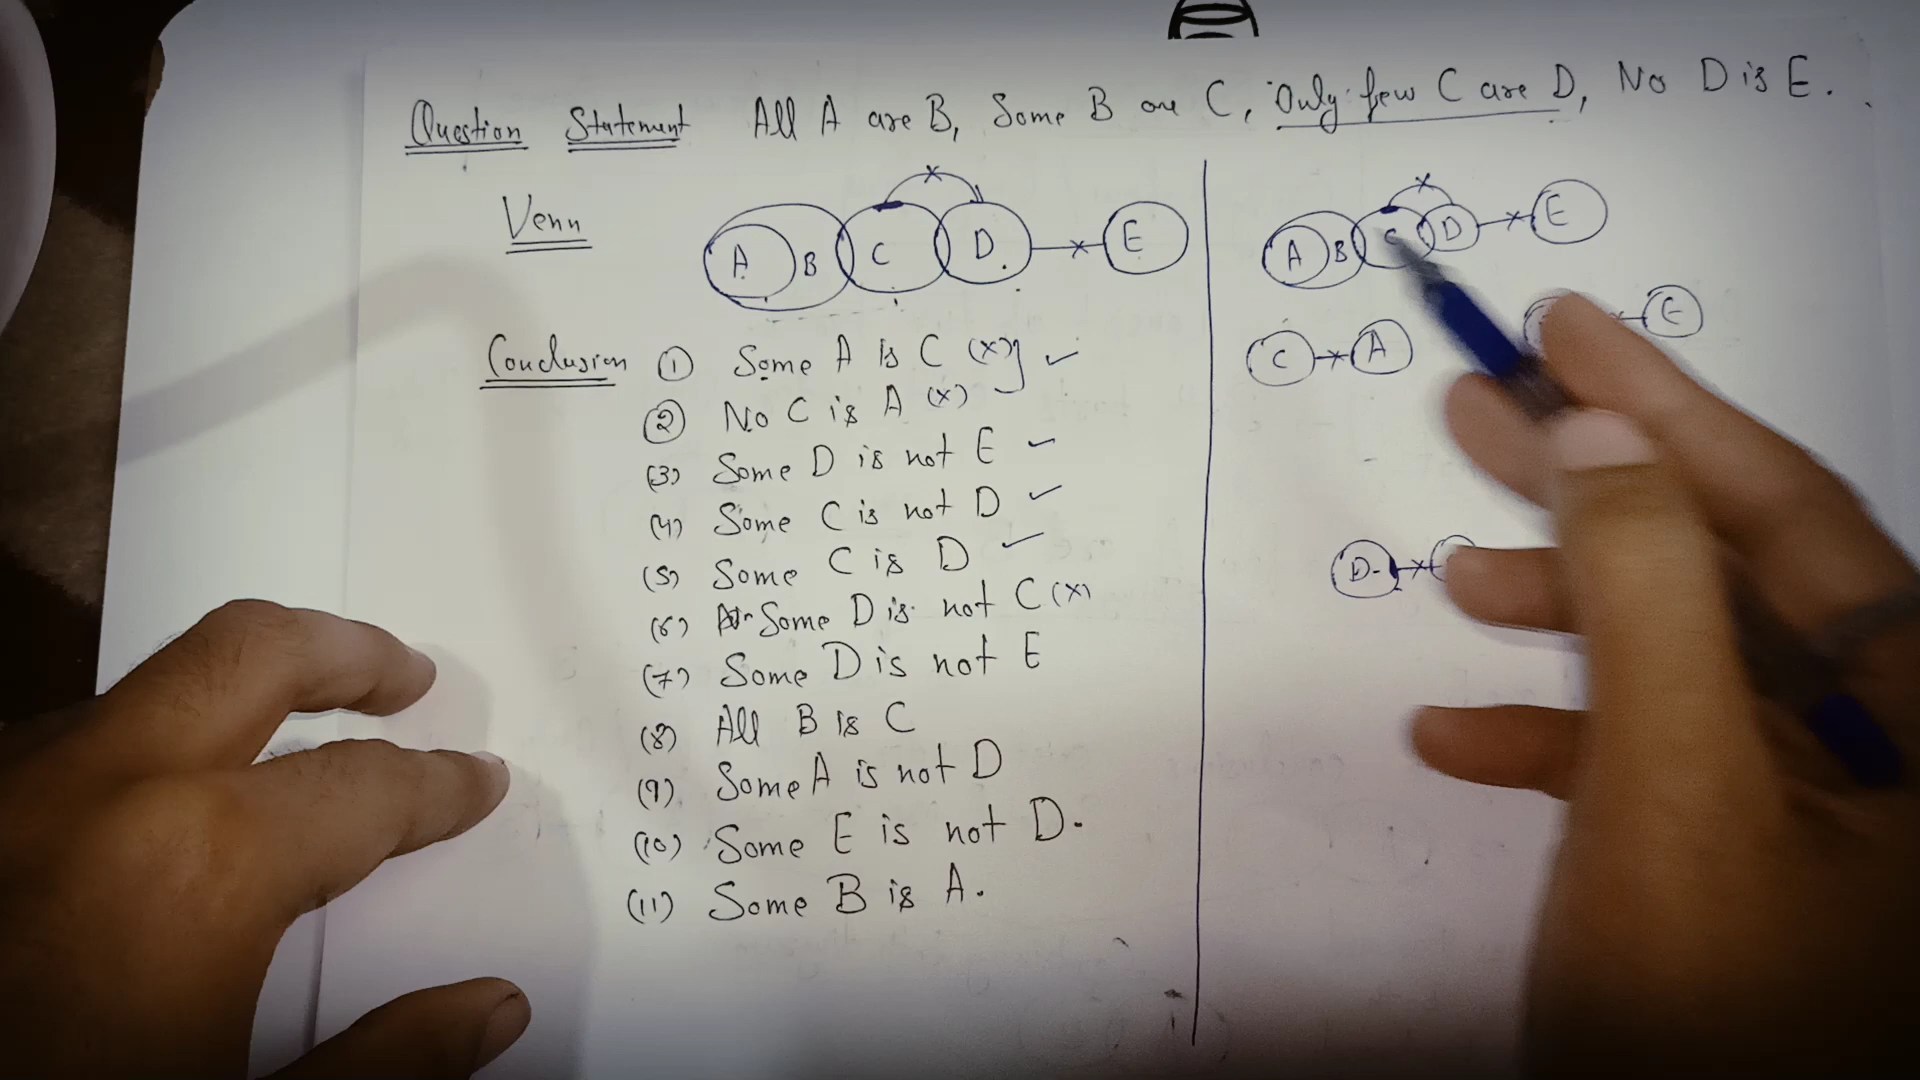 Question Statement All A are B, Some B are C, Only few C are D, No D is E.
Venn
A B C D E
A B C D E
C A
E
Conclusion (1) Some A is C (x)
(2) No C is A (x)
(3) Some D is not E
(4) Some C is not D
(5) Some C is D
(6) Some D is not C (x)
D
(7) Some D is not E
(8) All B is C
(9) Some A is not D
(10) Some E is not D.
(11) Some B is A.